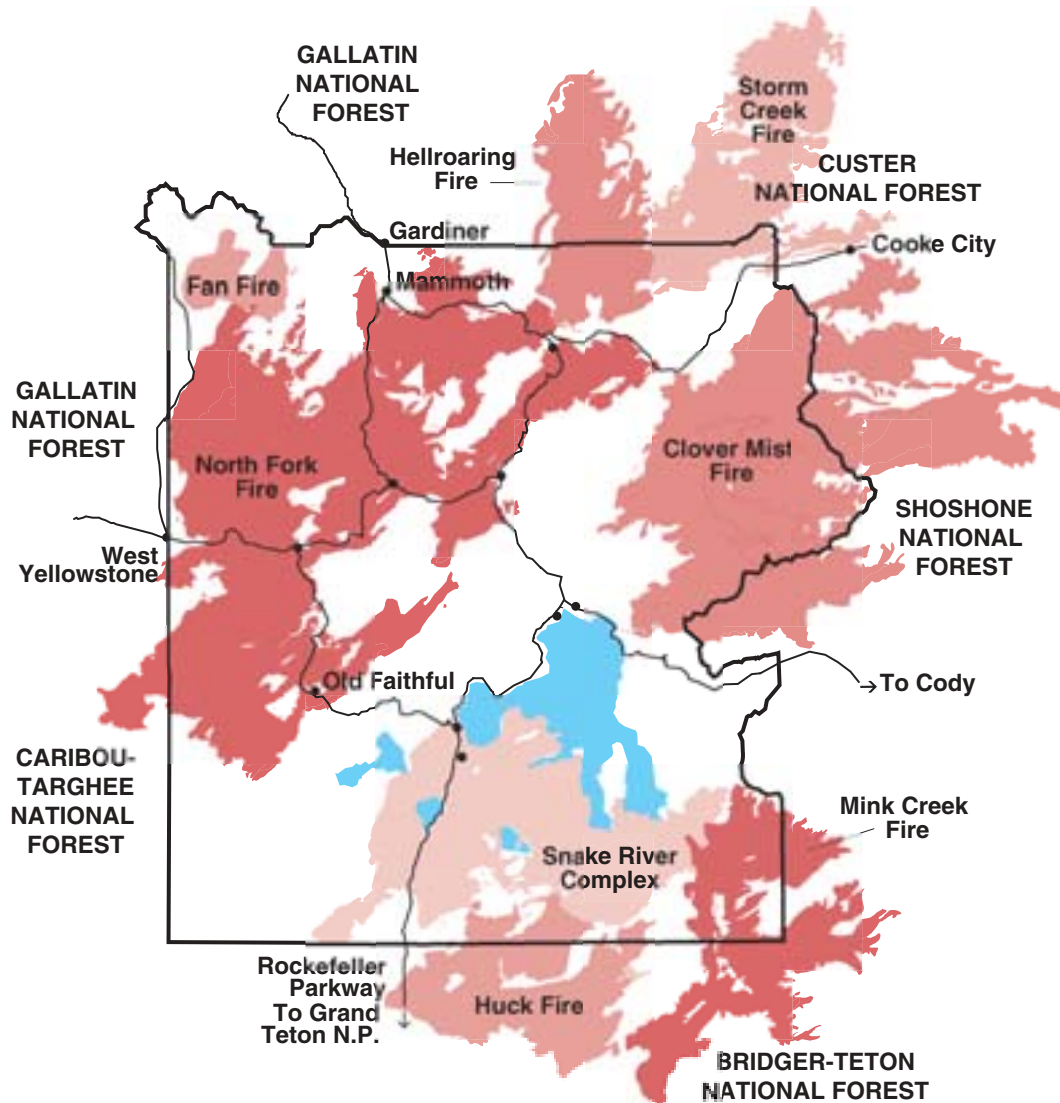 GALLATIN
NATIONAL
FOREST
Storm
Creek
Fire
Hellroaring
Fire
CUSTER
NATIONAL FOREST
Gardiner
Cooke City
Fan Fire
Mammoth
GALLATIN
NATIONAL
FOREST
North Fork
Fire
Clover Mist
Fire
SHOSHONE
NATIONAL
FOREST
West
Yellowstone
Old Faithful
To Cody
CARIBOU-
TARGHEE
NATIONAL
FOREST
Mink Creek
Fire
Snake River
Complex
Rockefeller
Parkway
To Grand
Teton N.P.
Huck Fire
BRIDGER-TETON
NATIONAL FOREST